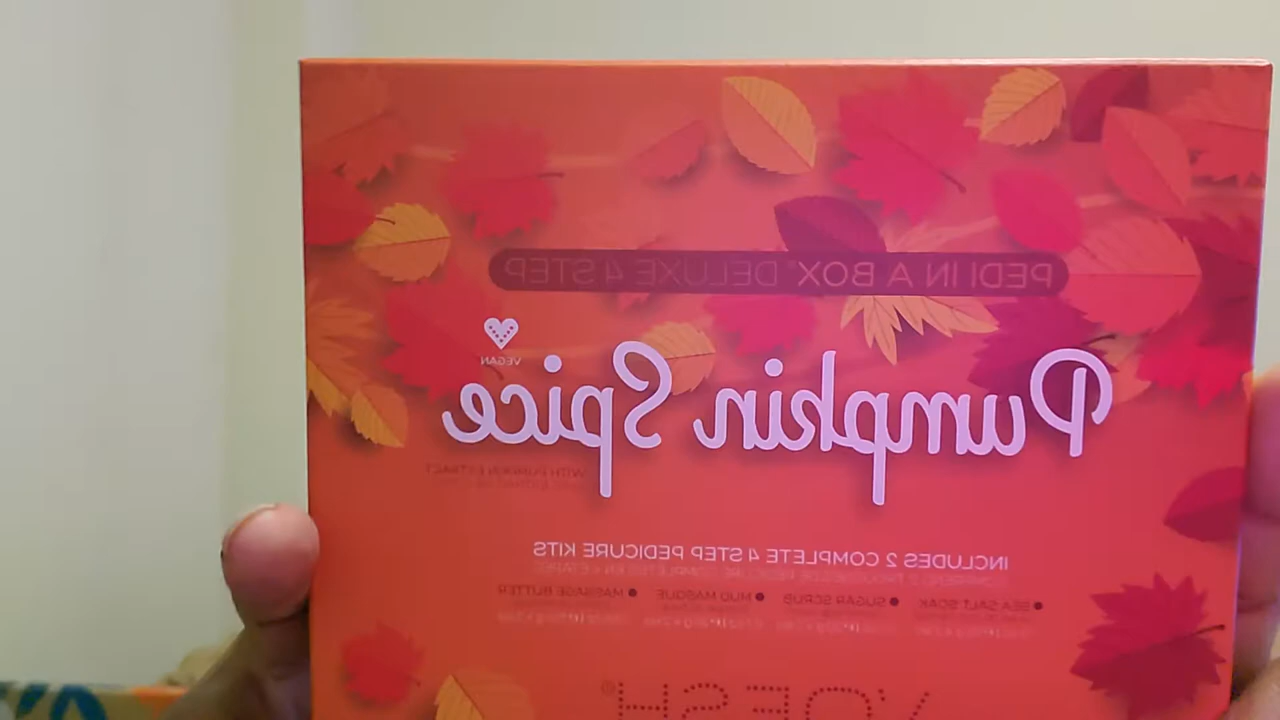 PEDI IN A BOX® DELUXE 4 STEP
VEGAN
Pumpkin Spice
WITH PUMPKIN EXTRACT
INCLUDES 2 COMPLETE 4 STEP PEDICURE KITS
• SEA SALT SOAK • SUGAR SCRUB • MUD MASQUE • MASSAGE BUTTER
VOESH®